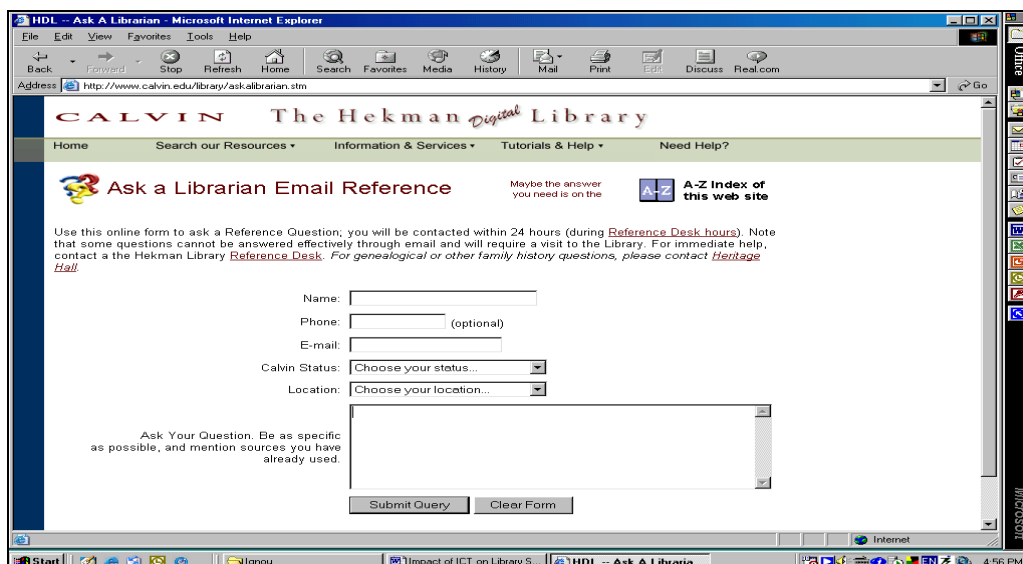 HDL -- Ask A Librarian - Microsoft Internet Explorer
File Edit View Favorites Tools Help
Back Forward Stop Refresh Home Search Favorites Media History Mail Print Edit Discuss Real.com
Address http://www.calvin.edu/library/askalibrarian.stm Go
CALVIN The Hekman Digital Library
Home Search our Resources Information & Services Tutorials & Help Need Help?
Ask a Librarian Email Reference
Maybe the answer
you need is on the
A-Z
A-Z Index of
this web site
Use this online form to ask a Reference Question; you will be contacted within 24 hours (during Reference Desk hours). Note
that some questions cannot be answered effectively through email and will require a visit to the Library. For immediate help,
contact a the Hekman Library Reference Desk. For genealogical or other family history questions, please contact Heritage
Hall.
Name:
Phone: (optional)
E-mail:
Calvin Status: Choose your status...
Location: Choose your location...
Ask Your Question. Be as specific
as possible, and mention sources you have
already used.
Submit Query Clear Form
Internet
Start Ignou Impact of ICT on Library S... HDL -- Ask A Libraria... EN 4:56 PM
Office
Microsoft